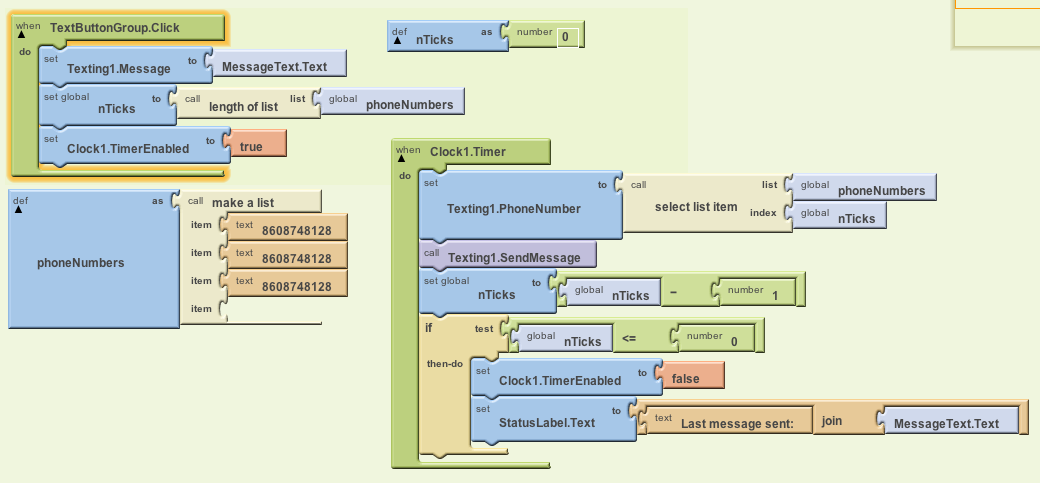 when TextButtonGroup.Click
do
set Texting1.Message to MessageText.Text
set global nTicks to call length of list list global phoneNumbers
set Clock1.TimerEnabled to true
def nTicks as number 0
def phoneNumbers as call make a list
item text 8608748128
item text 8608748128
item text 8608748128
item
when Clock1.Timer
do
set Texting1.PhoneNumber to call select list item list global phoneNumbers
index global nTicks
call Texting1.SendMessage
set global nTicks to global nTicks - number 1
if test global nTicks <= number 0
then-do
set Clock1.TimerEnabled to false
set StatusLabel.Text to text Last message sent: join MessageText.Text